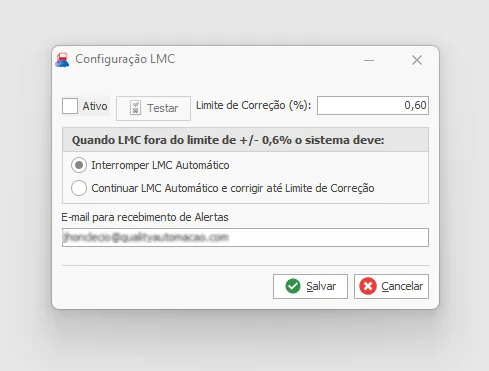 Configuração LMC
Ativo
Testar
Limite de Correção (%):
0,60
Quando LMC fora do limite de +/- 0,6% o sistema deve:
Interromper LMC Automático
Continuar LMC Automático e corrigir até Limite de Correção
E-mail para recebimento de Alertas
Salvar
Cancelar